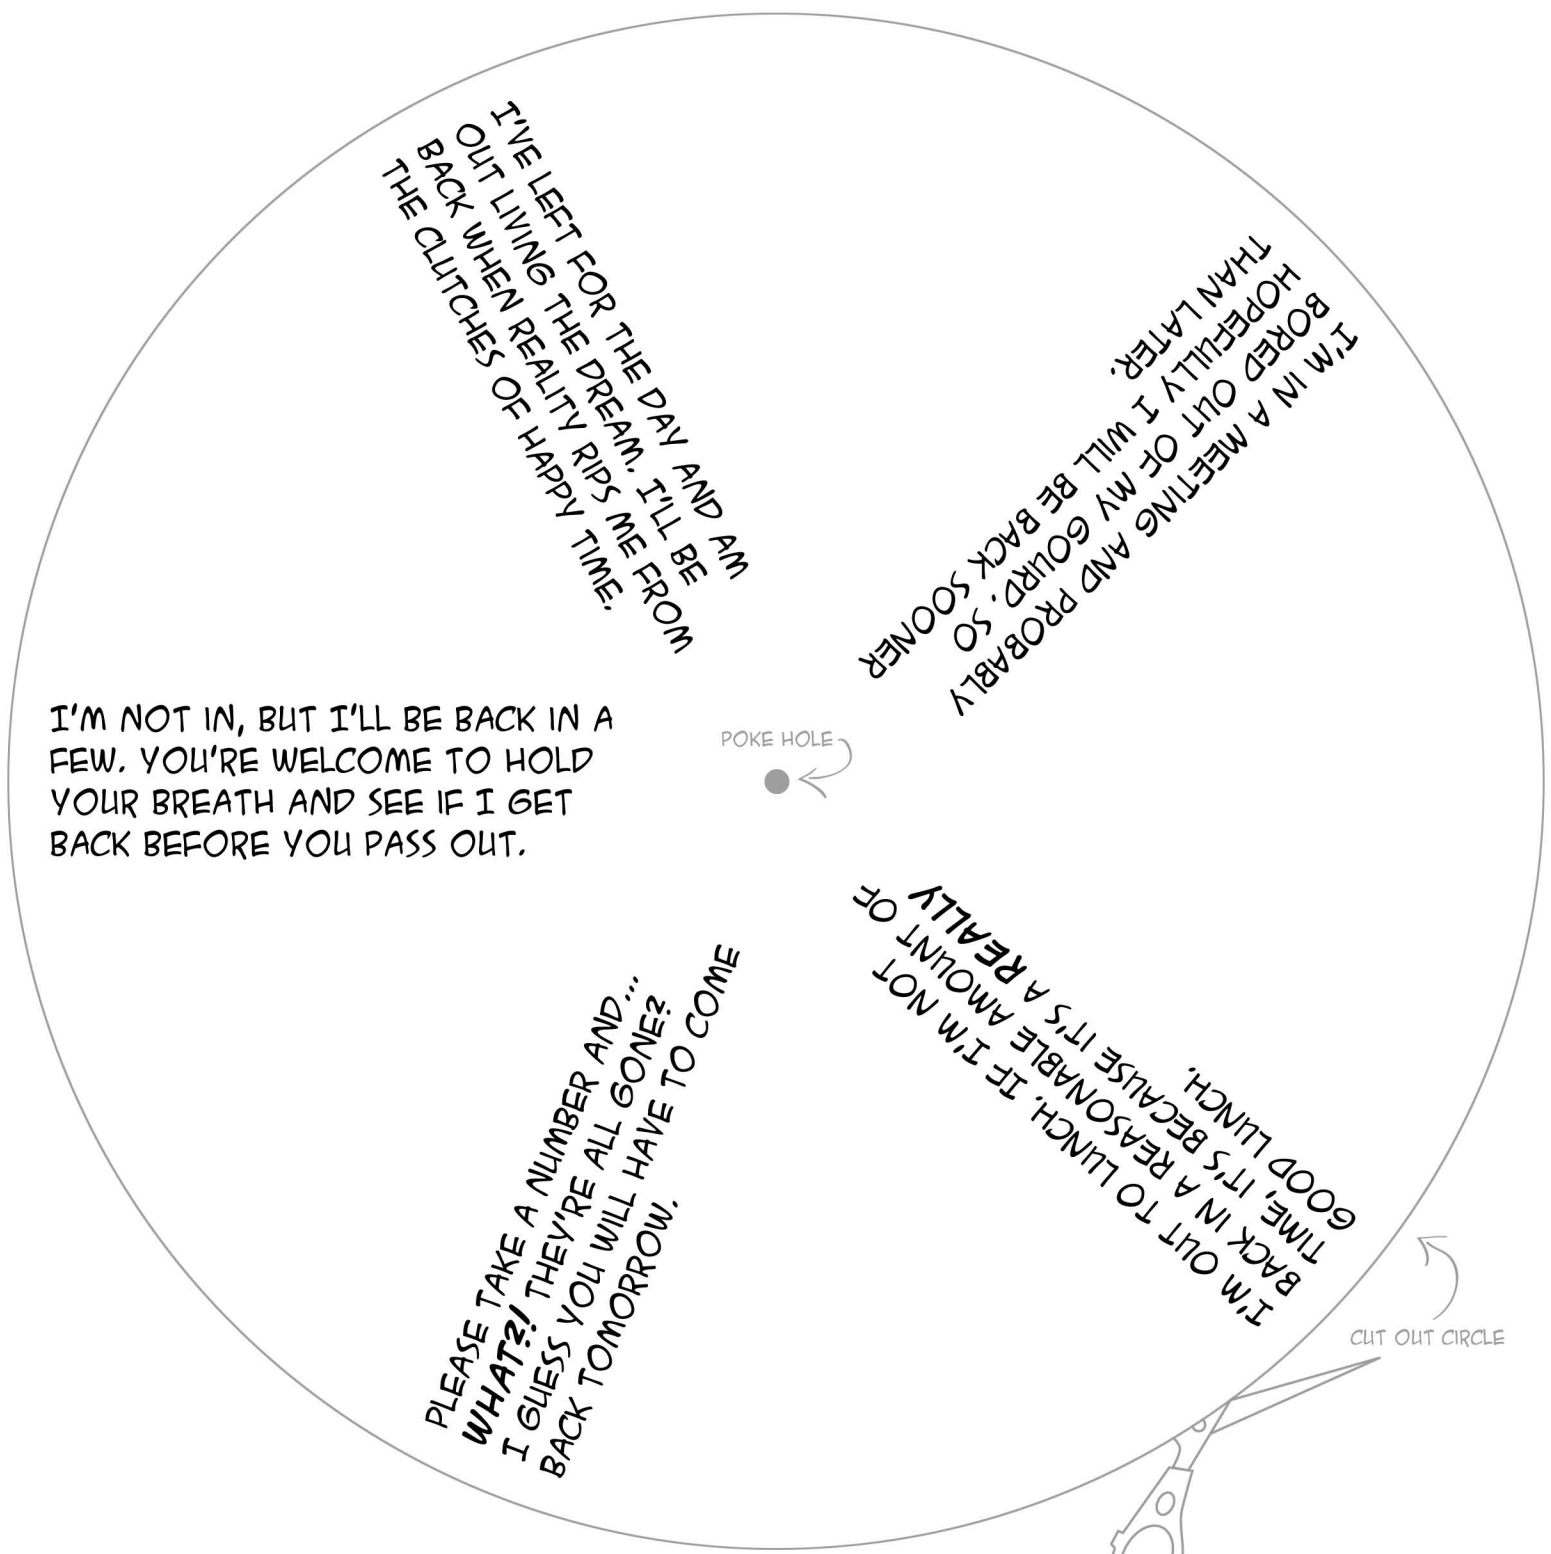 I'VE LEFT FOR THE DAY AND AM
OUT LIVING THE DREAM. I'LL BE
BACK WHEN REALITY RIPS ME FROM
THE CLUTCHES OF HAPPY TIME.
I'M IN A MEETING AND PROBABLY
BORED OUT OF MY GOURD. SO
HOPEFULLY I WILL BE BACK SOONER
THAN LATER.
I'M NOT IN, BUT I'LL BE BACK IN A
FEW. YOU'RE WELCOME TO HOLD
YOUR BREATH AND SEE IF I GET
BACK BEFORE YOU PASS OUT.
POKE HOLE
PLEASE TAKE A NUMBER AND...
WHAT?! THEY'RE ALL GONE?
I GUESS YOU WILL HAVE TO COME
BACK TOMORROW.
I'M OUT TO LUNCH. IF I'M NOT
BACK IN A REASONABLE AMOUNT OF
TIME, IT'S BECAUSE IT'S A REALLY
GOOD LUNCH.
CUT OUT CIRCLE